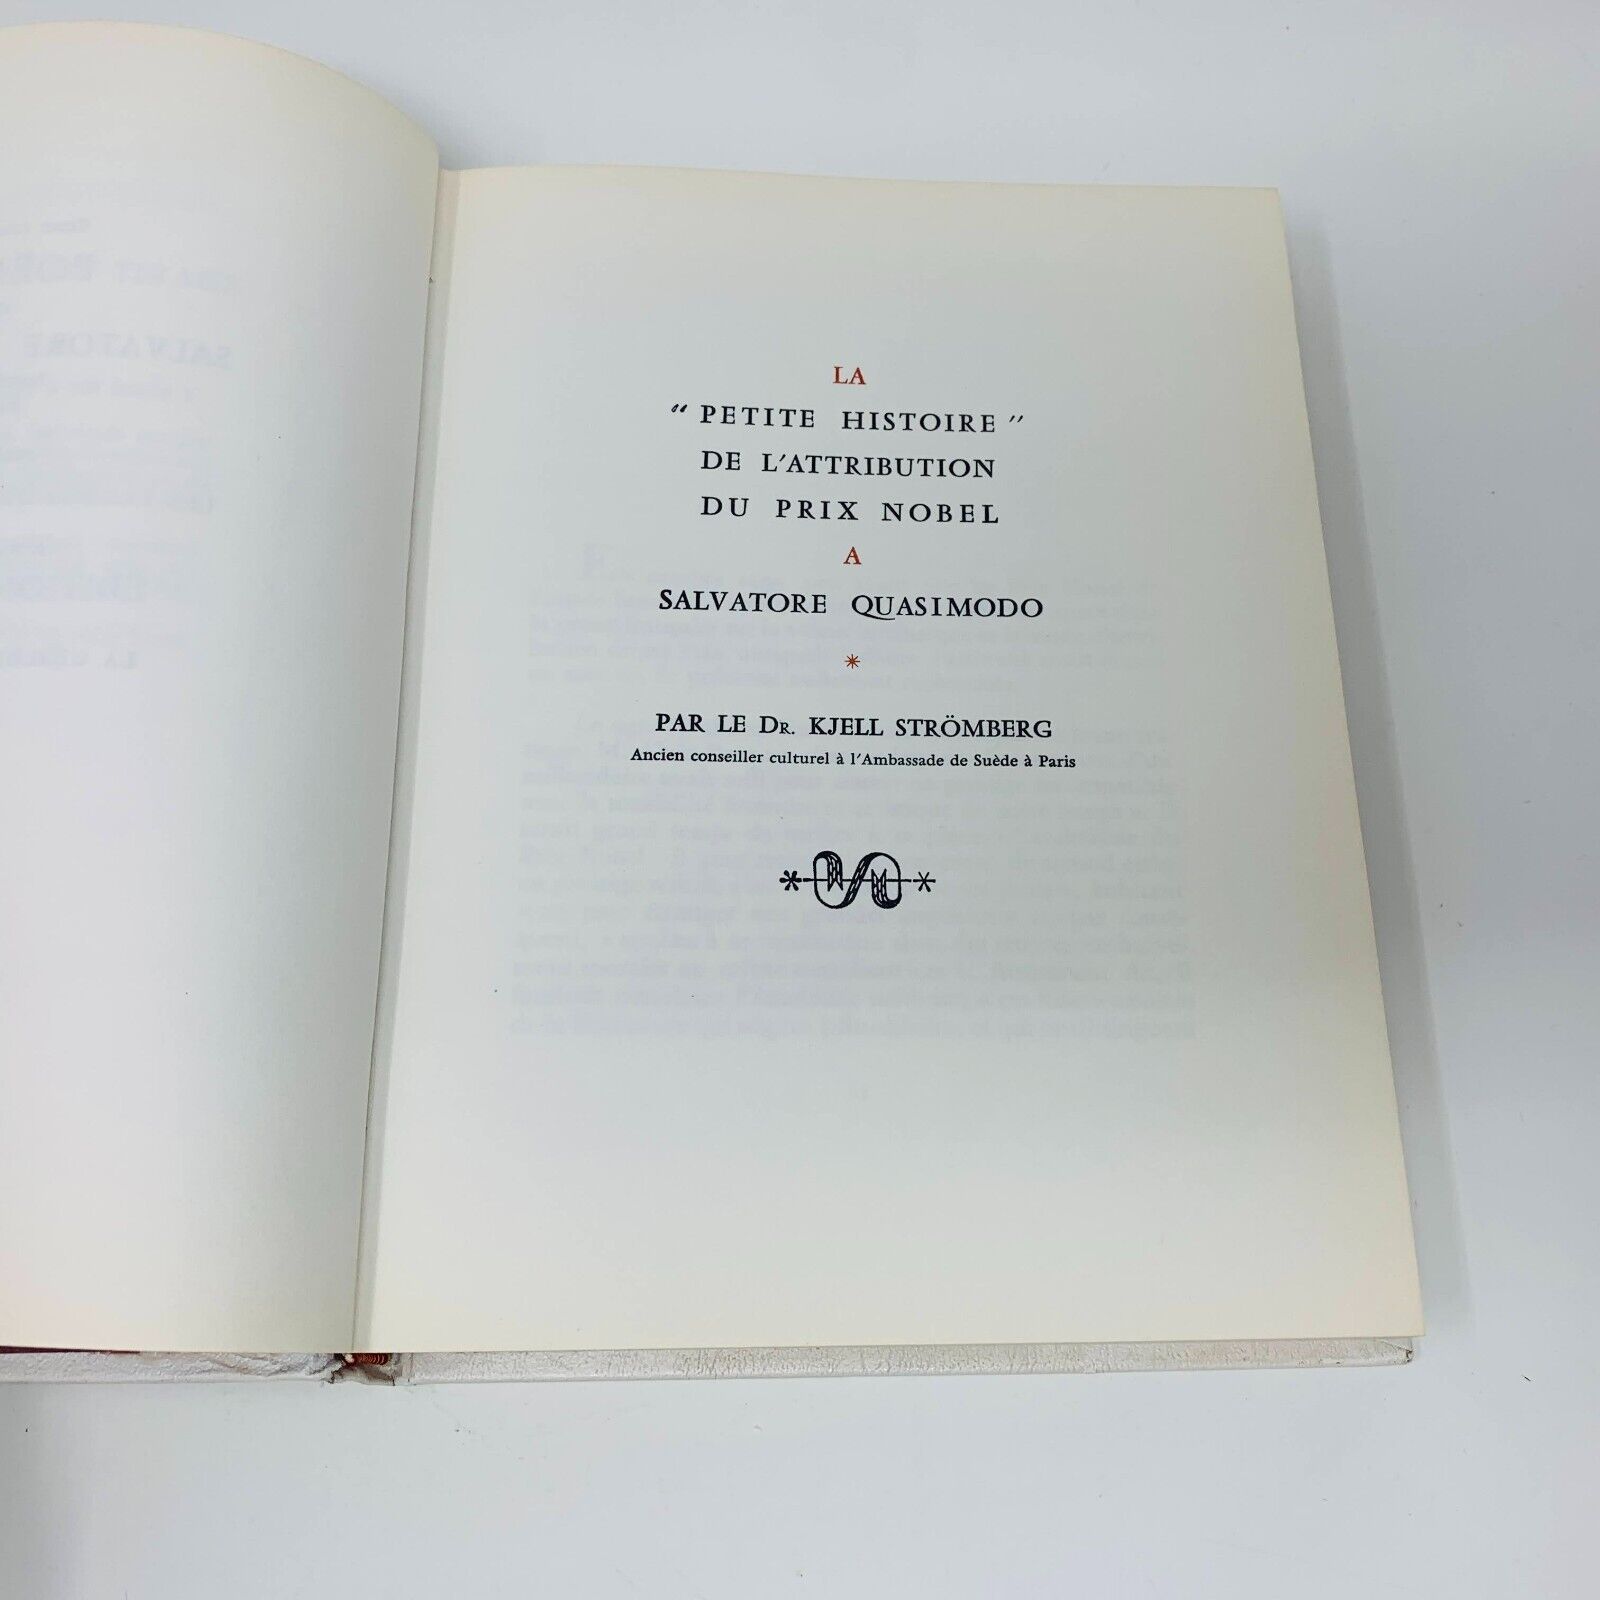 LA
“ PETITE HISTOIRE ”
DE L'ATTRIBUTION
DU PRIX NOBEL
A
SALVATORE QUASIMODO
*
PAR LE DR. KJELL STRÖMBERG
Ancien conseiller culturel à l'Ambassade de Suède à Paris